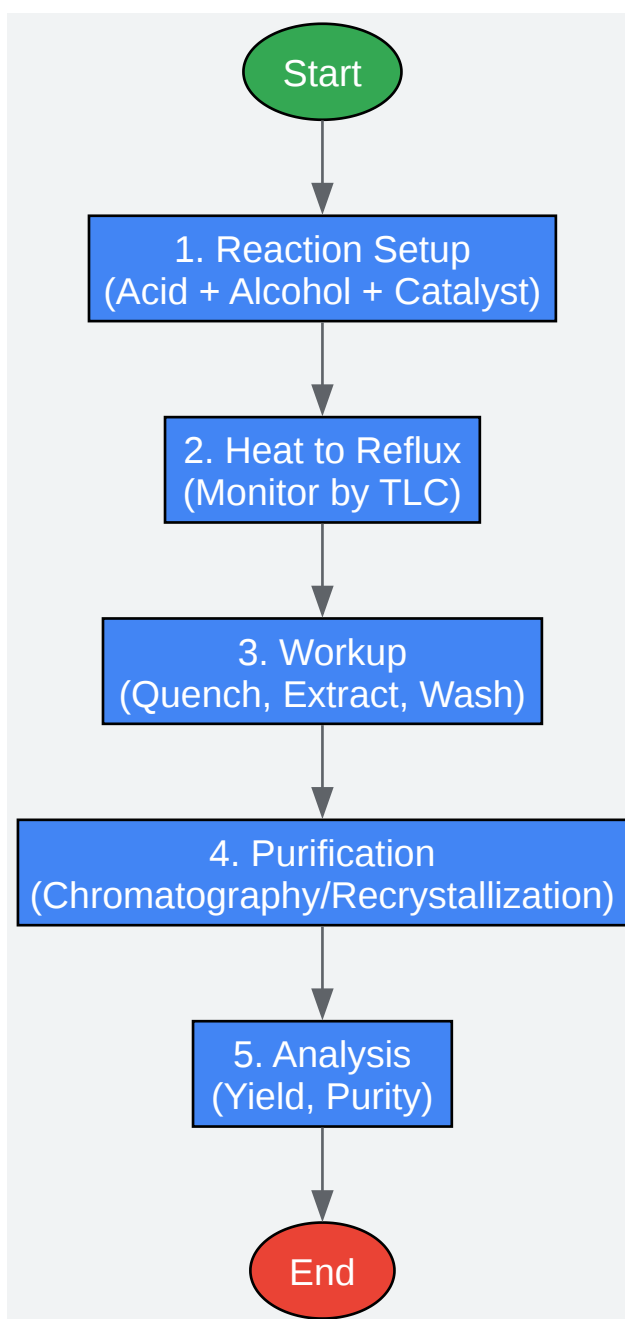 Start
1. Reaction Setup
(Acid + Alcohol + Catalyst)
2. Heat to Reflux
(Monitor by TLC)
3. Workup
(Quench, Extract, Wash)
4. Purification
(Chromatography/Recrystallization)
5. Analysis
(Yield, Purity)
End